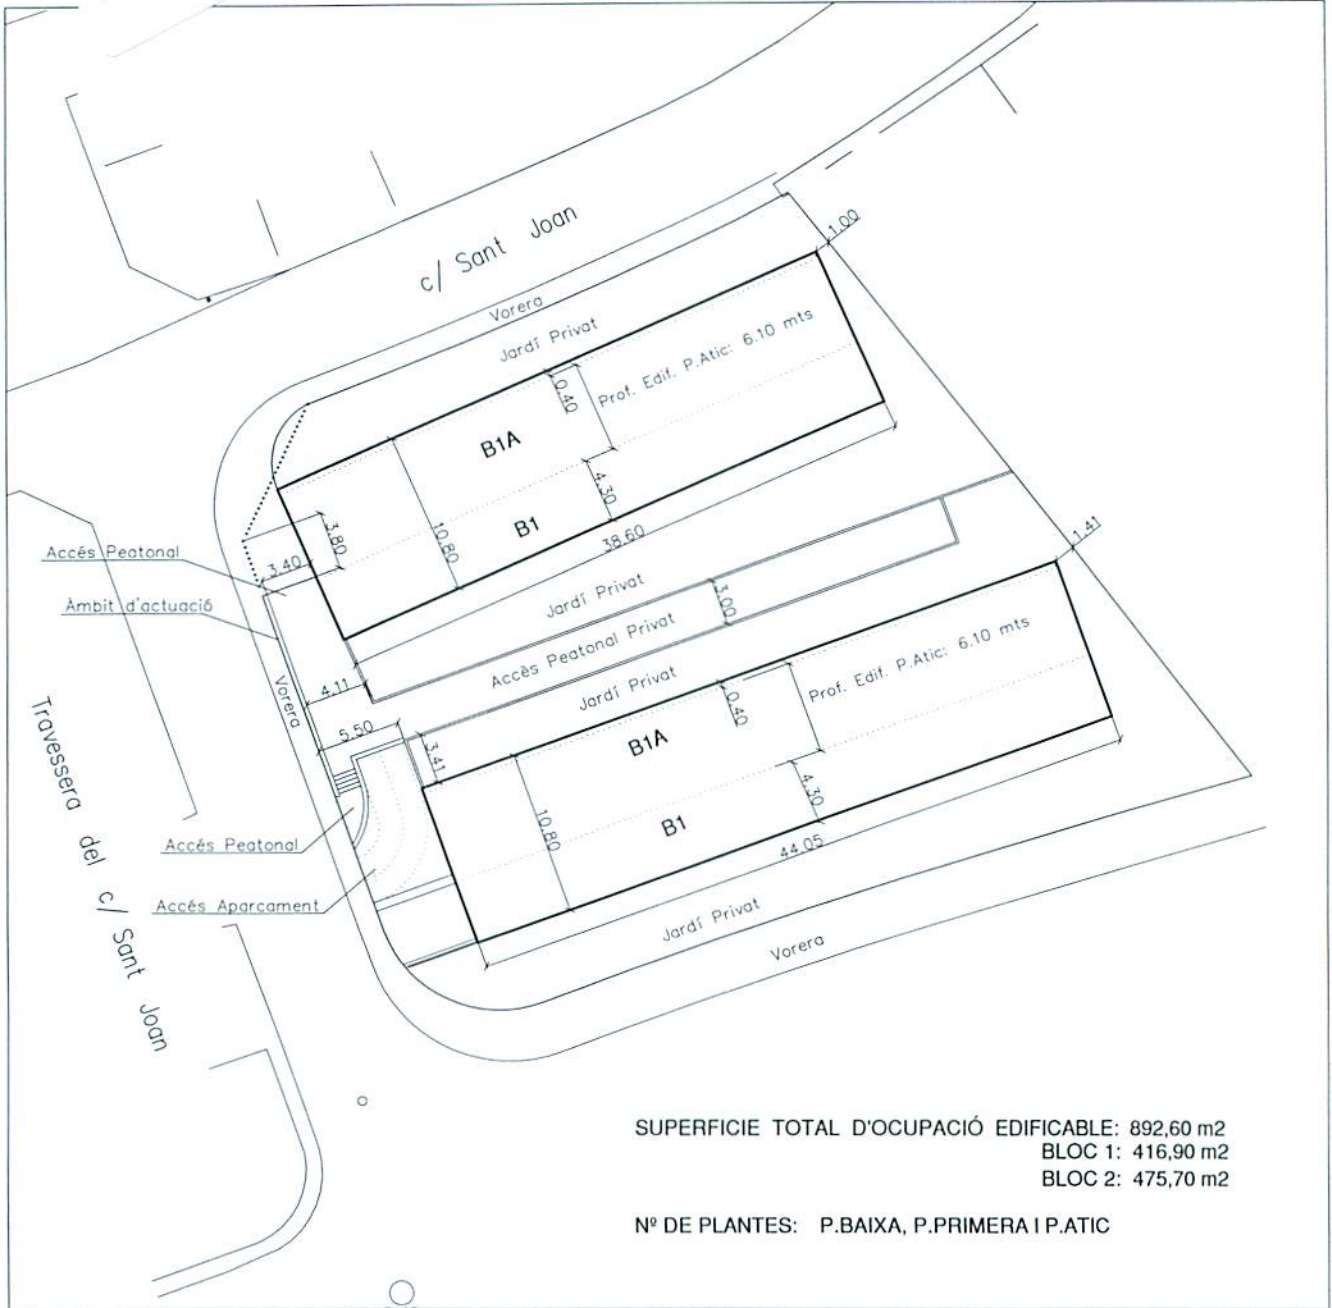 c/ Sant Joan
Vorera
Jardí Privat
1.00
Prof. Edif. P.Atic: 6.10 mts
0.40
B1A
B1
4.30
10.80
38.60
3.80
3.40
Accés Peatonal
Àmbit d'actuació
Vorera
4.11
5.50
3.41
Jardí Privat
Accès Peatonal Privat
3.00
Jardí Privat
1.41
Prof. Edif. P.Atic: 6.10 mts
0.40
B1A
B1
4.30
10.80
44.05
Travessera del c/ Sant Joan
Accés Peatonal
Accés Aparcament
Jardí Privat
Vorera
SUPERFICIE TOTAL D'OCUPACIÓ EDIFICABLE: 892,60 m2
BLOC 1: 416,90 m2
BLOC 2: 475,70 m2
Nº DE PLANTES: P.BAIXA, P.PRIMERA I P.ATIC